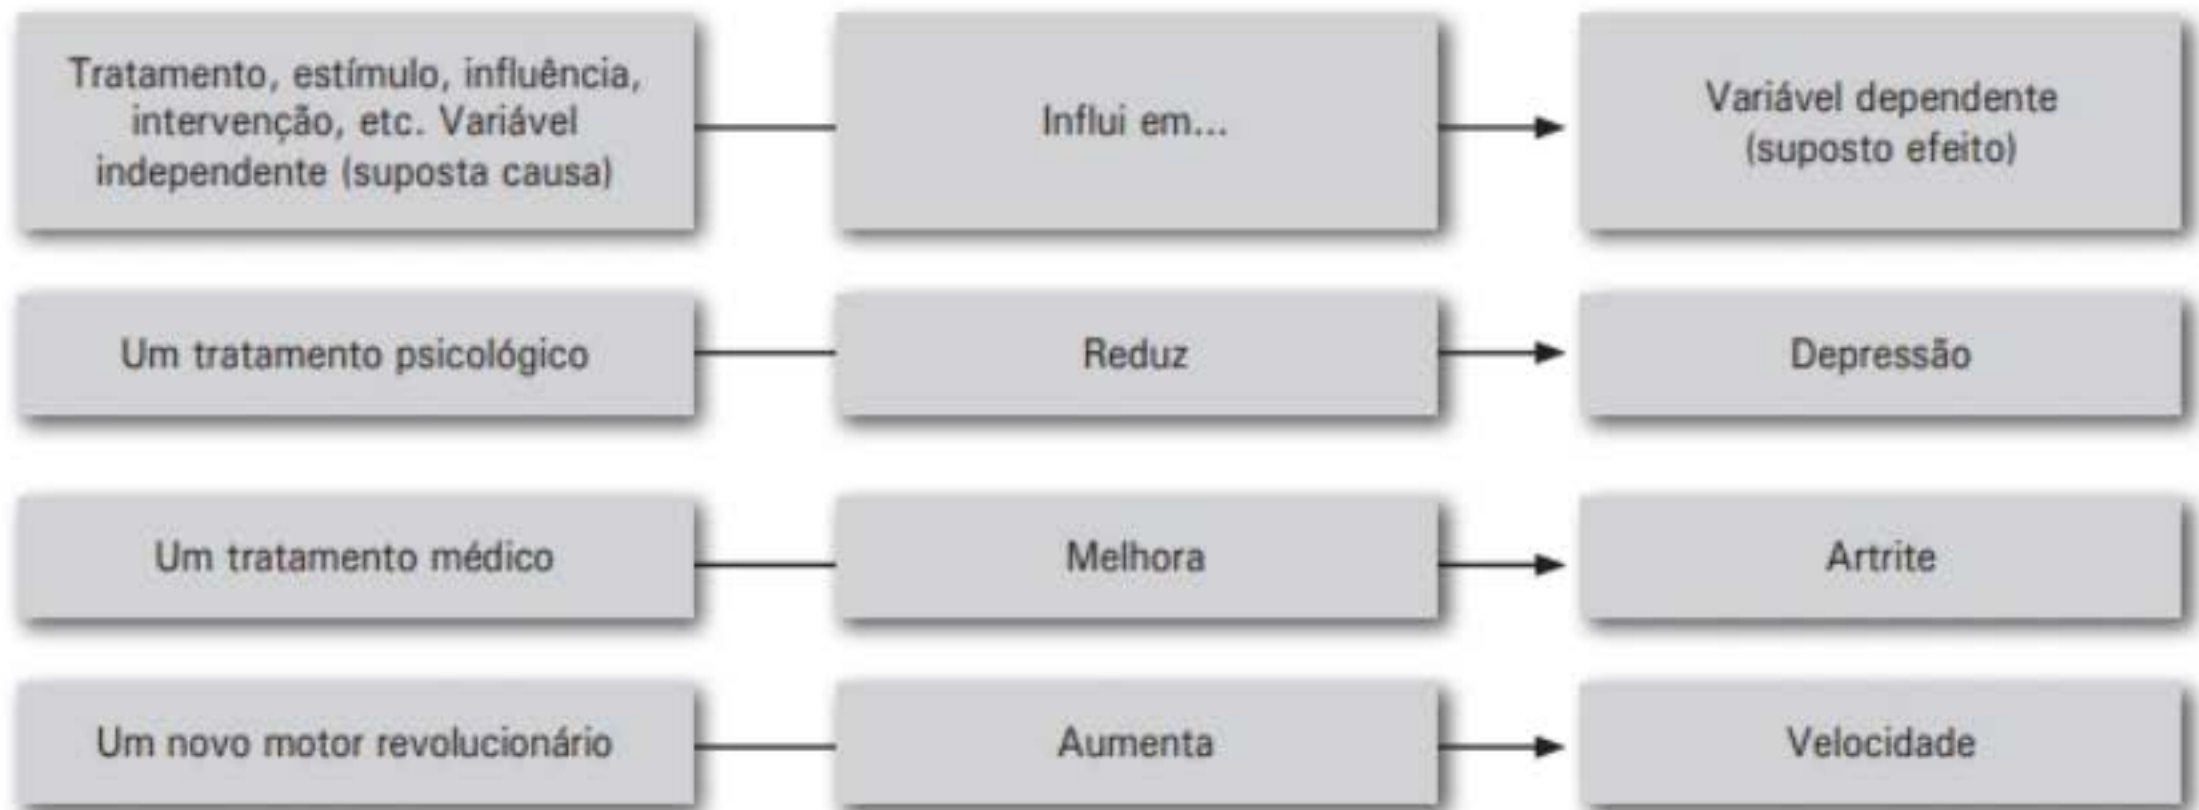 Tratamento, estímulo, influência,
intervenção, etc. Variável
independente (suposta causa)
Influi em...
Variável dependente
(suposto efeito)
Um tratamento psicológico
Reduz
Depressão
Um tratamento médico
Melhora
Artrite
Um novo motor revolucionário
Aumenta
Velocidade